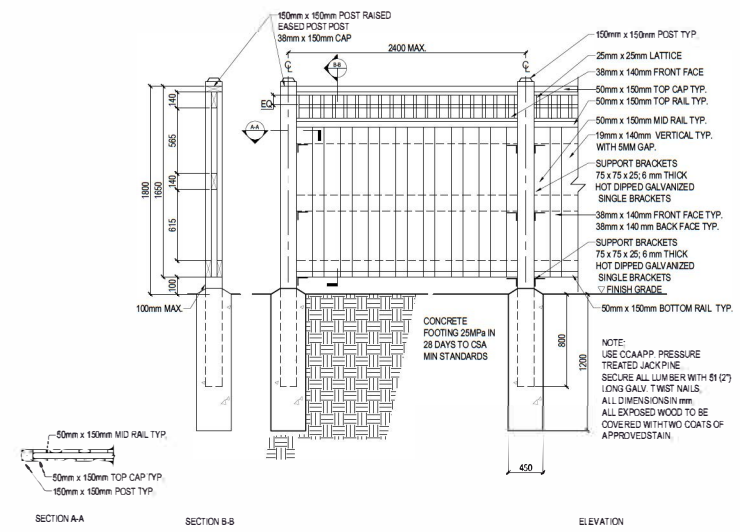 150mm x 150mm POST RAISED
EASED POST POST
38mm x 150mm CAP
2400 MAX.
150mm x 150mm POST TYP.
25mm x 25mm LATTICE
38mm x 140mm FRONT FACE
50mm x 150mm TOP CAP TYP.
50mm x 150mm TOP RAIL TYP.
50mm x 150mm MID RAIL TYP.
19mm x 140mm VERTICAL TYP.
WITH 5MM GAP.
SUPPORT BRACKETS
75 x 75 x 25; 6 mm THICK
HOT DIPPED GALVANIZED
SINGLE BRACKETS
38mm x 140mm FRONT FACE TYP.
38mm x 140 mm BACK FACE TYP.
SUPPORT BRACKETS
75 x 75 x 25; 6 mm THICK
HOT DIPPED GALVANIZED
SINGLE BRACKETS
FINISH GRADE
50mm x 150mm BOTTOM RAIL TYP.
B-B
EQ
A-A
140
565
140
615
100
1650
1800
100mm MAX.
CONCRETE
FOOTING 25MPa IN
28 DAYS TO CSA
MIN STANDARDS
800
1200
450
NOTE:
USE CCAAPP. PRESSURE
TREATED JACKPINE.
SECURE ALL LUMBER WITH 51 (2")
LONG GALV. TWIST NAILS.
ALL DIMENSIONSIN mm.
ALL EXPOSED WOOD TO BE
COVERED WITHTWO COATS OF
APPROVEDSTAIN.
50mm x 150mm MID RAIL TYP.
50mm x 150mm TOP CAP TYP.
150mm x 150mm POST TYP.
SECTION A-A
SECTION B-B
ELEVATION